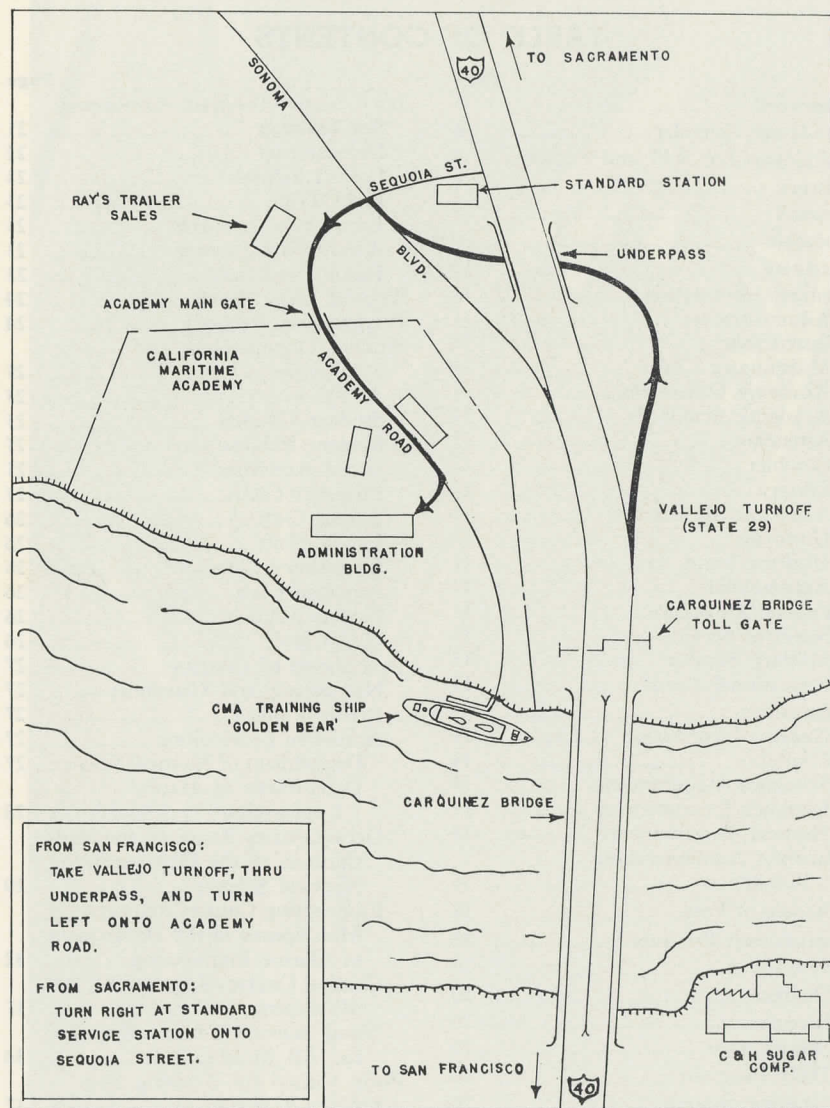 40
TO SACRAMENTO
SONOMA
SEQUOIA ST.
STANDARD STATION
RAY'S TRAILER
SALES
BLVD.
UNDERPASS
ACADEMY MAIN GATE
CALIFORNIA
MARITIME
ACADEMY
ACADEMY
ROAD
VALLEJO TURNOFF
(STATE 29)
ADMINISTRATION
BLDG.
CARQUINEZ BRIDGE
TOLL GATE
CMA TRAINING SHIP
'GOLDEN BEAR'
CARQUINEZ BRIDGE
FROM SAN FRANCISCO:
TAKE VALLEJO TURNOFF, THRU
UNDERPASS, AND TURN
LEFT ONTO ACADEMY
ROAD.
FROM SACRAMENTO:
TURN RIGHT AT STANDARD
SERVICE STATION ONTO
SEQUOIA STREET.
TO SAN FRANCISCO
40
C & H SUGAR
COMP.